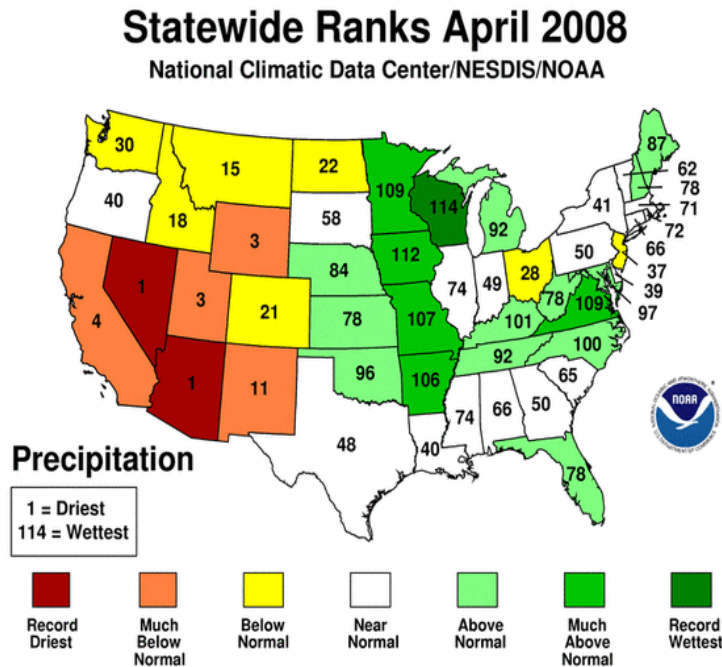 Statewide Ranks April 2008
National Climatic Data Center/NESDIS/NOAA
30
15
22
109
114
87
62
78
71
72
66
37
39
97
40
18
3
58
112
92
41
50
4
1
3
21
84
78
107
74
49
28
78
109
101
100
1
11
96
106
92
65
48
40
74
66
50
78
NOAA
Precipitation
1 = Driest
114 = Wettest
Record
Driest
Much
Below
Normal
Below
Normal
Near
Normal
Above
Normal
Much
Above
Normal
Record
Wettest